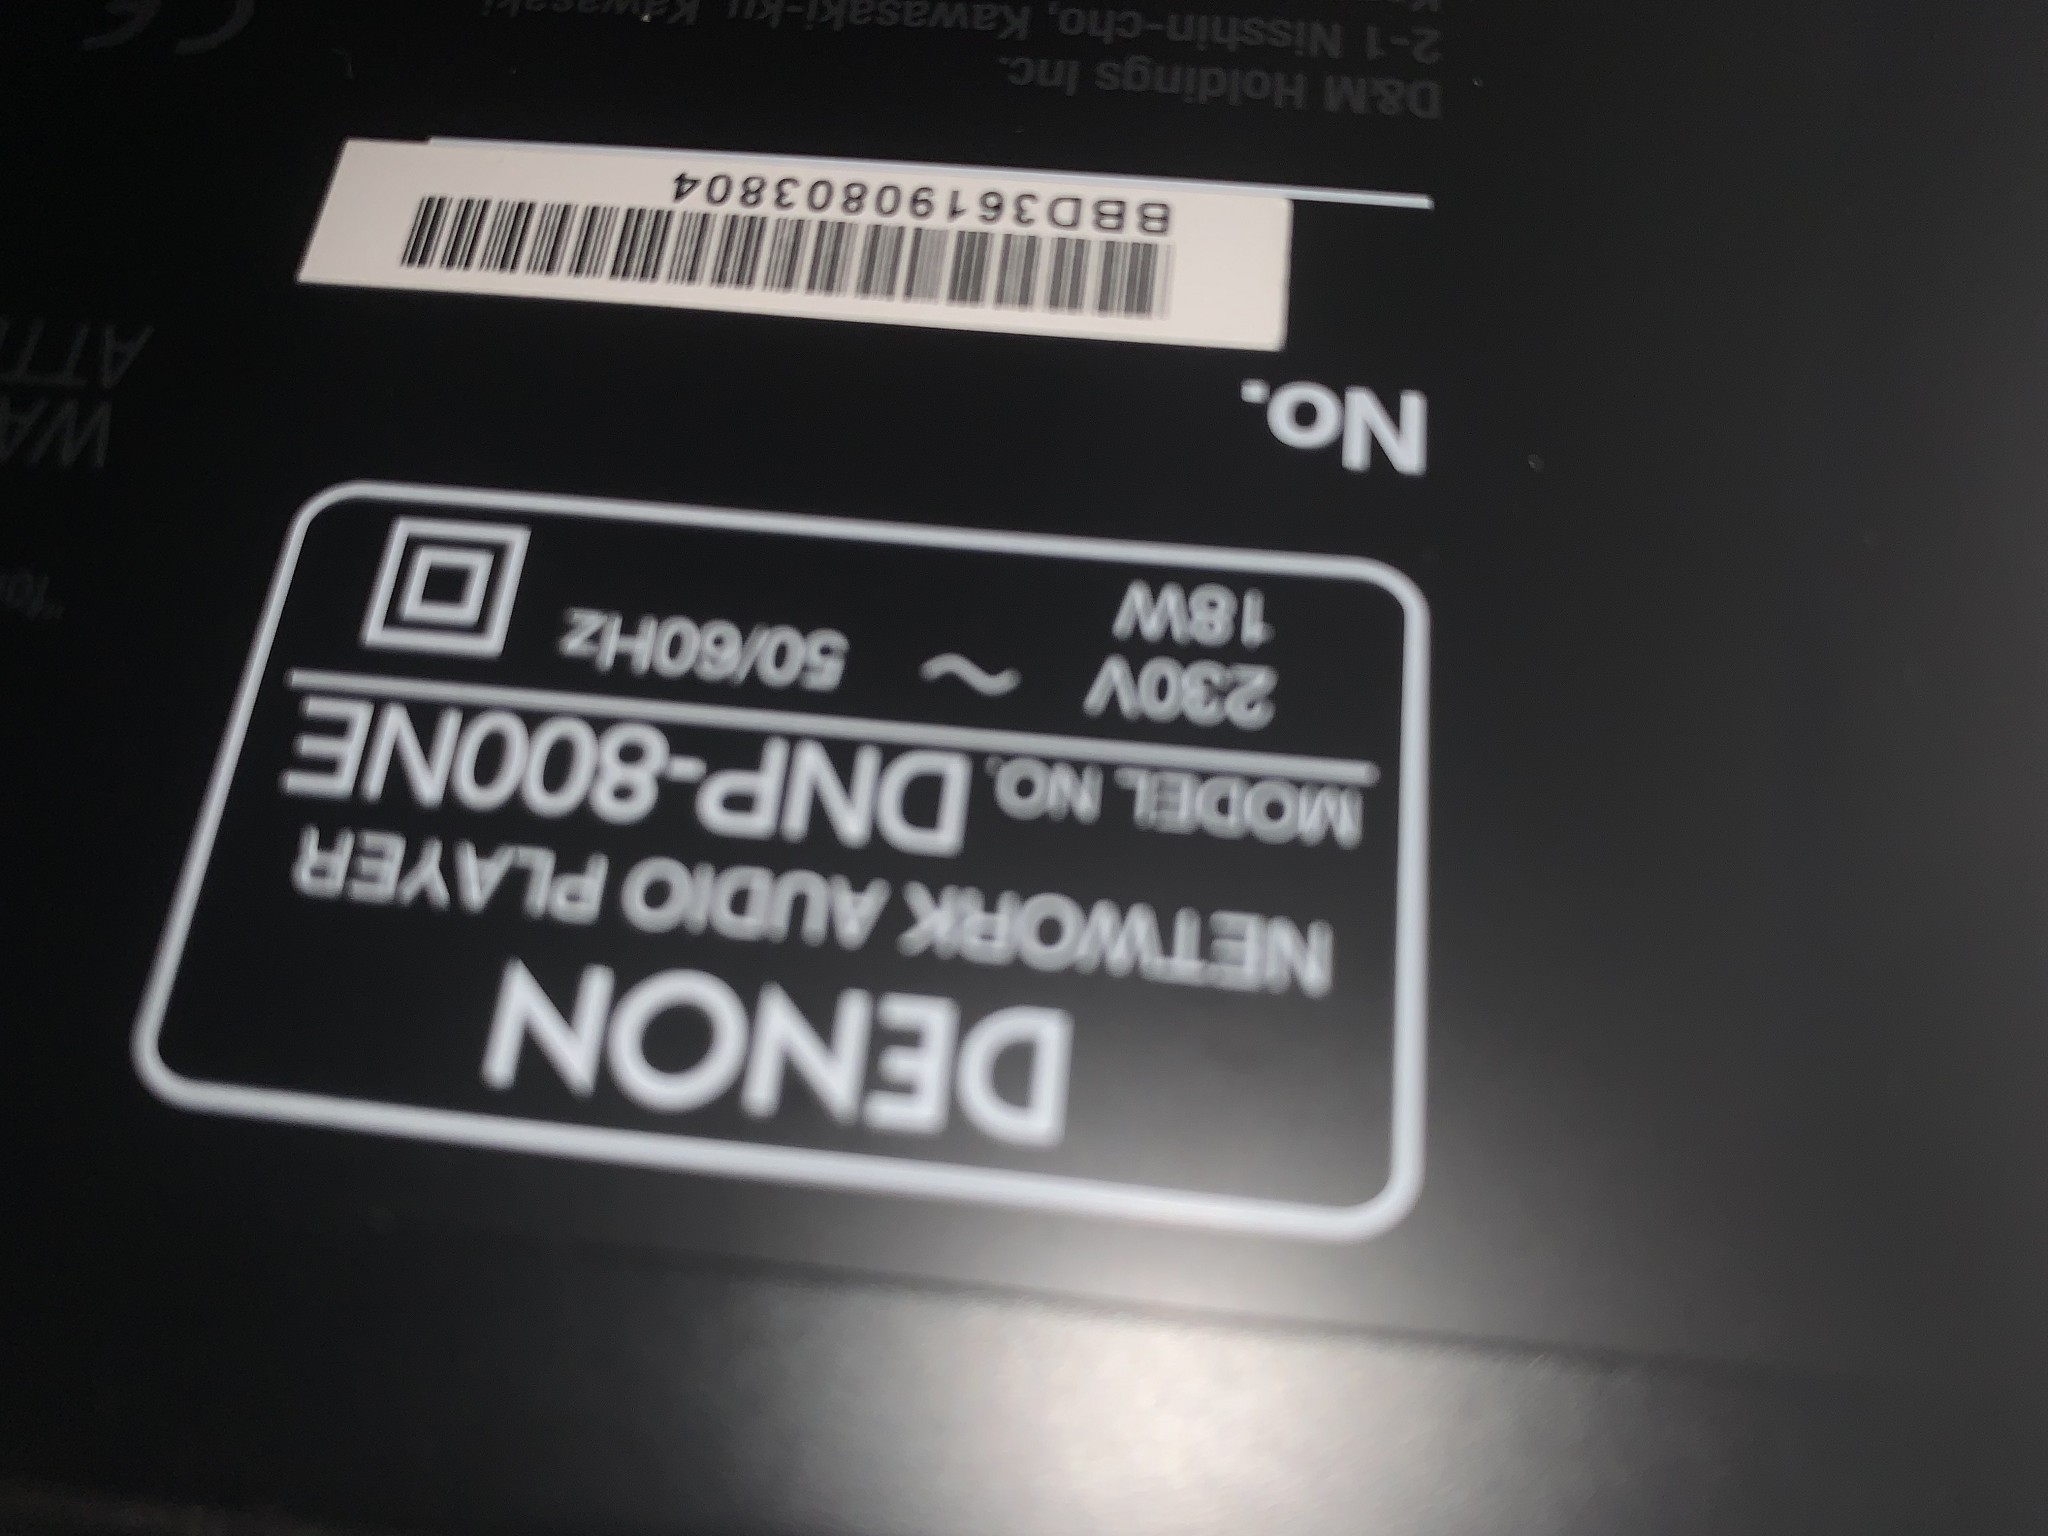 DENON
NETWORK AUDIO PLAYER
MODEL NO. DNP-800NE
230V ~ 50/60Hz
18W
No.
BBD36190803804
D&M Holdings Inc.
2-1 Nisshin-cho, Kawasaki-ku, Kawasaki
CE